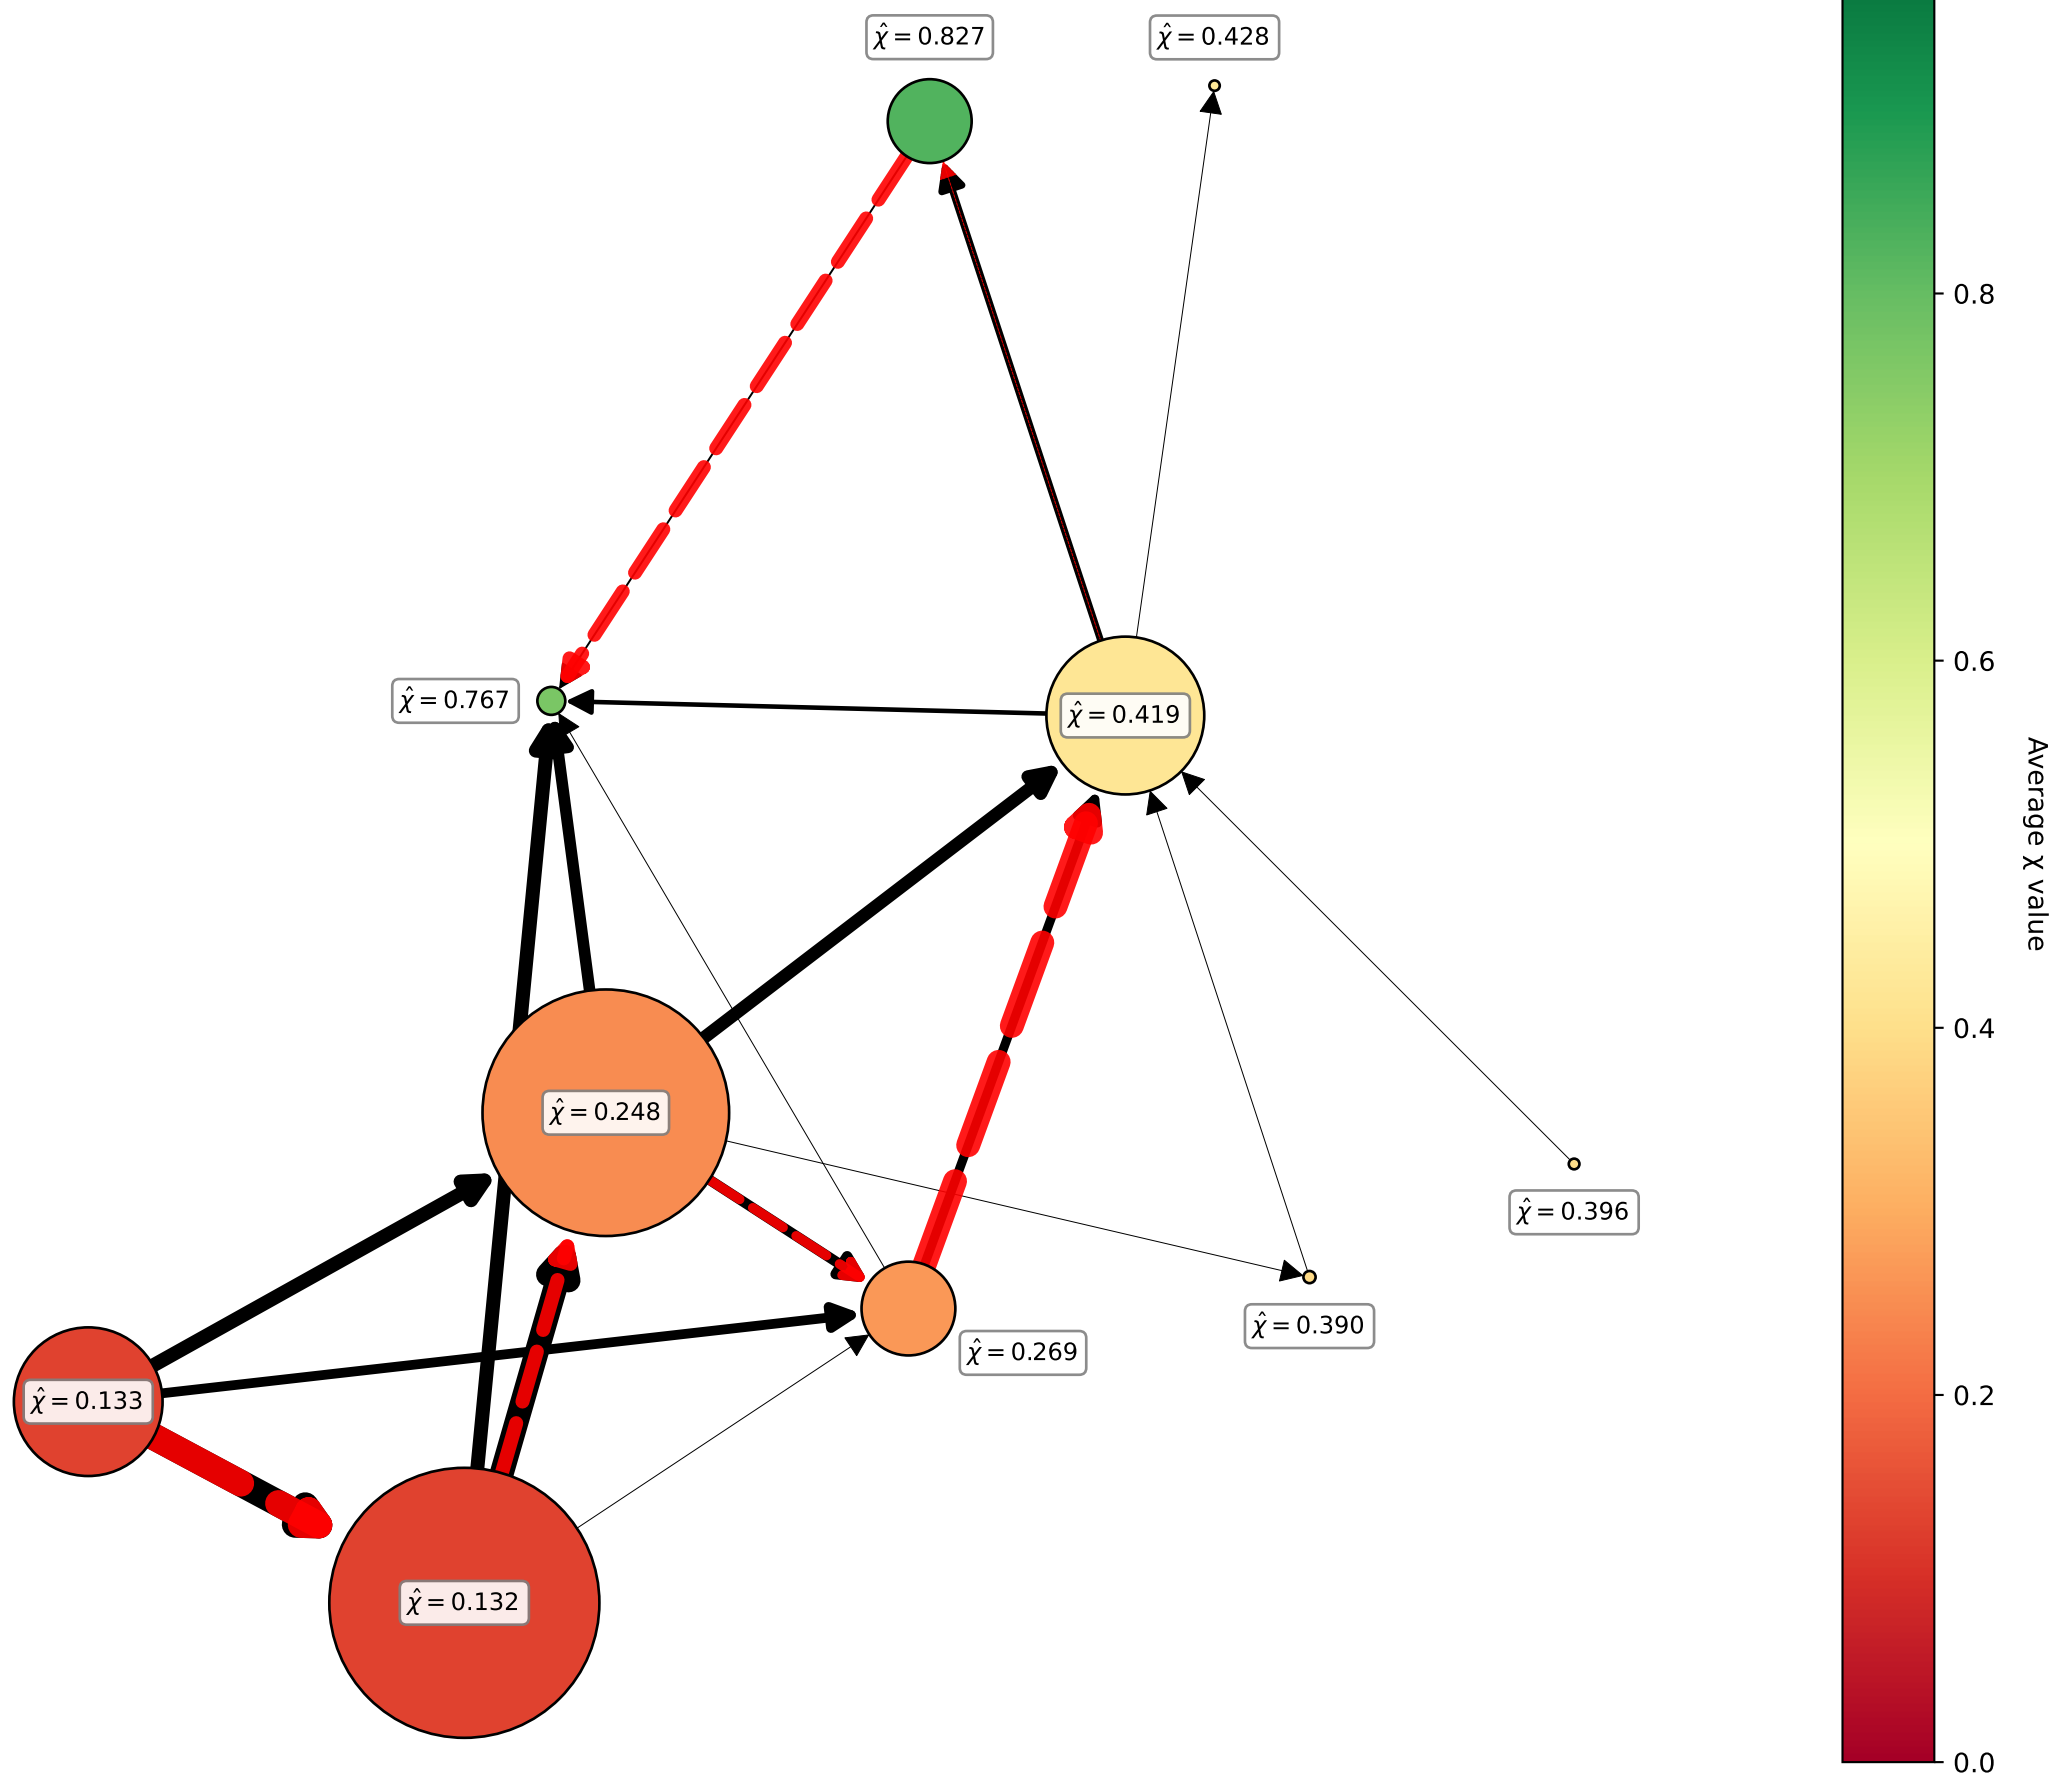 χ̂ = 0.827
χ̂ = 0.428
0.8
0.6
χ̂ = 0.767
χ̂ = 0.419
Average χ value
0.4
χ̂ = 0.248
χ̂ = 0.396
χ̂ = 0.390
χ̂ = 0.269
χ̂ = 0.133
0.2
χ̂ = 0.132
0.0